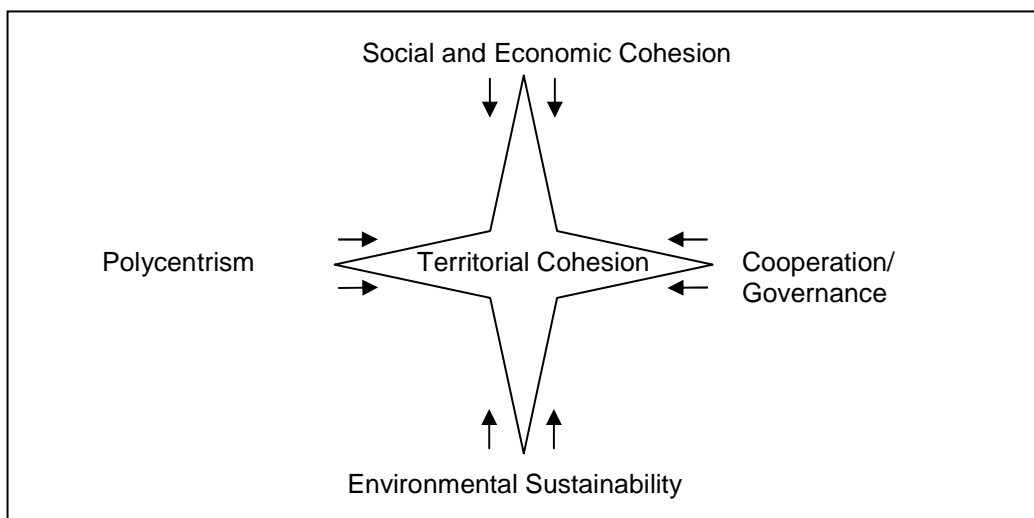 Social and Economic Cohesion
Polycentrism
Territorial Cohesion
Cooperation/
Governance
Environmental Sustainability